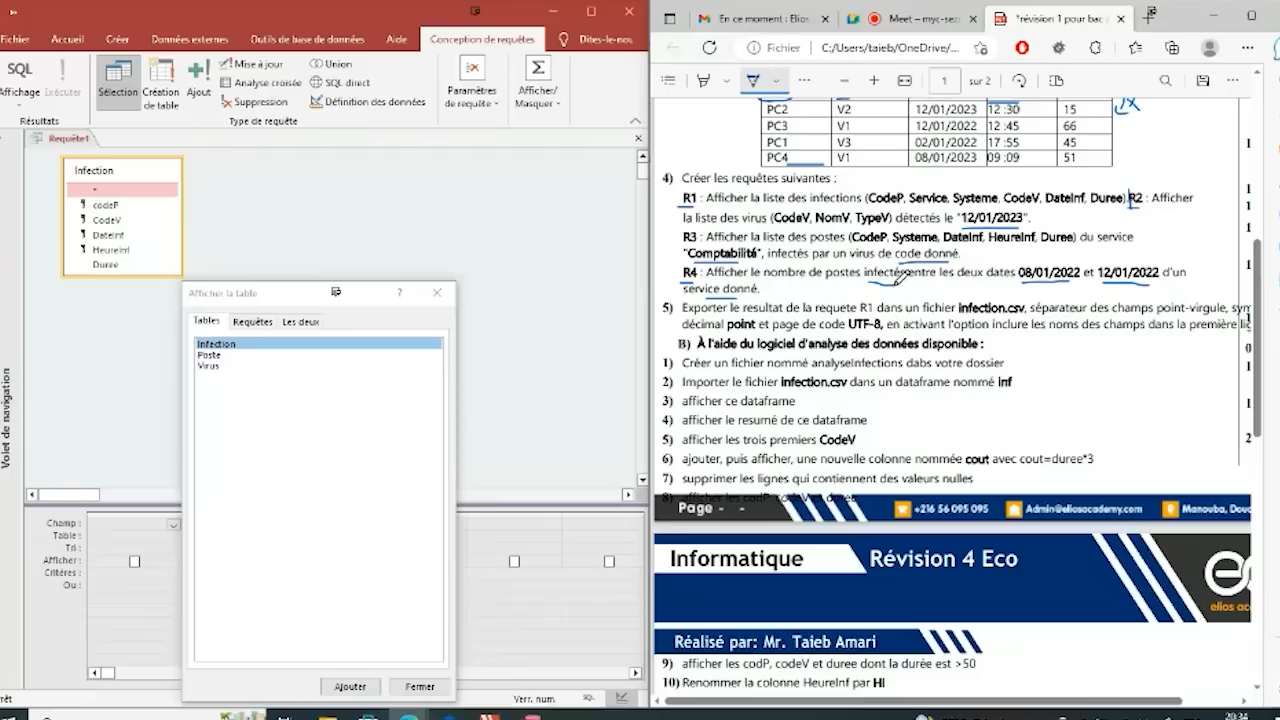 Fichier Accueil Créer Données externes Outils de base de données Aide Conception de requêtes Dites-le-nous
SQL
Affichage
Exécuter
Résultats
Sélection
Création de table
Ajout
Mise à jour
Analyse croisée
Suppression
Union
SQL direct
Définition des données
Type de requête
Paramètres de requête
Afficher/ Masquer
Requête1
Infection
*
codeP
CodeV
DateInf
HeureInf
Duree
Volet de navigation
Afficher la table
Tables Requêtes Les deux
Infection
Poste
Virus
Ajouter Fermer
Champ :
Table :
Tri :
Afficher :
Critères :
Ou :
Verr. num. SQL
En ce moment : Elios
Meet – myc-sez
*révision 1 pour bac
Fichier C:/Users/taieb/OneDrive/...
1 sur 2
PC2 V2 12/01/2023 12 :30 15
PC3 V1 12/01/2023 12 :45 66
PC1 V3 02/01/2022 17 :55 45
PC4 V1 08/01/2023 09 :09 51
4) Créer les requêtes suivantes :
R1 : Afficher la liste des infections (CodeP, Service, Systeme, CodeV, DateInf, Duree) R2 : Afficher
la liste des virus (CodeV, NomV, TypeV) détectés le "12/01/2023".
R3 : Afficher la liste des postes (CodeP, Systeme, DateInf, HeureInf, Duree) du service
"Comptabilité", infectés par un virus de code donné.
R4 : Afficher le nombre de postes infectés entre les deux dates 08/01/2022 et 12/01/2022 d'un
service donné.
5) Exporter le resultat de la requete R1 dans un fichier infection.csv, séparateur des champs point-virgule, sym
décimal point et page de code UTF-8, en activant l'option inclure les noms des champs dans la première
B) À l'aide du logiciel d'analyse des données disponible :
1) Créer un fichier nommé analyseInfections dabs votre dossier
2) Importer le fichier infection.csv dans un dataframe nommé inf
3) afficher ce dataframe
4) afficher le resumé de ce dataframe
5) afficher les trois premiers CodeV
6) ajouter, puis afficher, une nouvelle colonne nommée cout avec cout=duree*3
7) supprimer les lignes qui contiennent des valeurs nulles
8) afficher les codP, codeV et duree
Page - -
+216 56 095 095 Admin@eliosacademy.com Manouba, Dou
Informatique Révision 4 Eco
elios ac
Réalisé par: Mr. Taieb Amari
9) afficher les codP, codeV et duree dont la durée est >50
10) Renommer la colonne HeureInf par HI
20:24